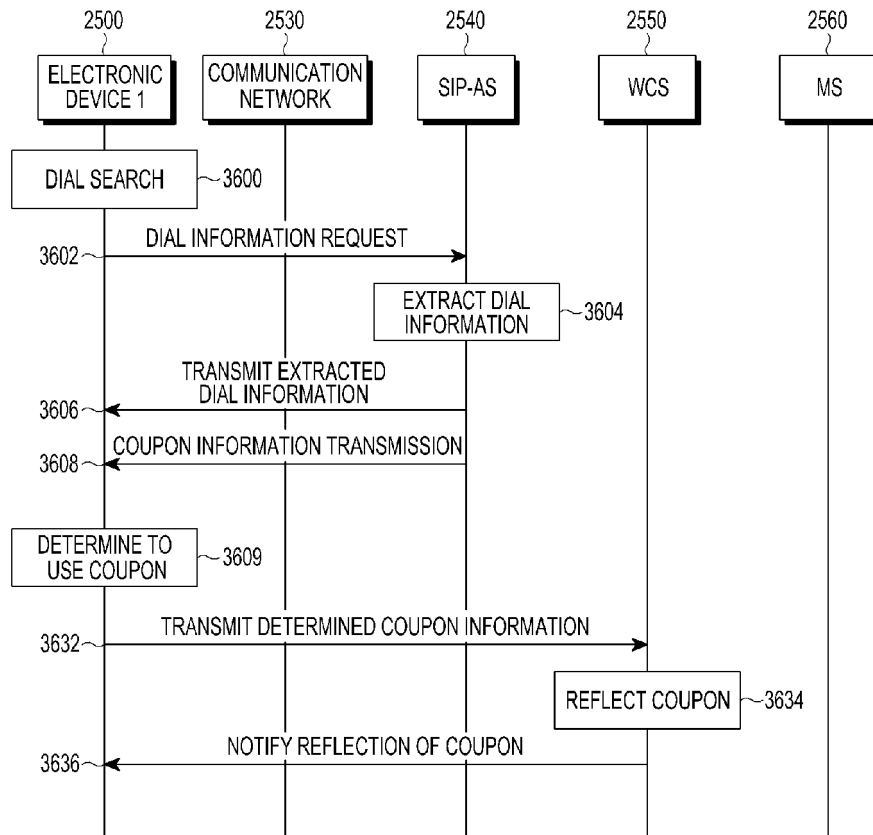 2500
2530
2540
2550
2560
ELECTRONIC
DEVICE 1
COMMUNICATION
NETWORK
SIP-AS
WCS
MS
DIAL SEARCH
3600
DIAL INFORMATION REQUEST
3602
EXTRACT DIAL
INFORMATION
3604
TRANSMIT EXTRACTED
DIAL INFORMATION
3606
COUPON INFORMATION TRANSMISSION
3608
DETERMINE TO
USE COUPON
3609
TRANSMIT DETERMINED COUPON INFORMATION
3632
REFLECT COUPON
3634
NOTIFY REFLECTION OF COUPON
3636